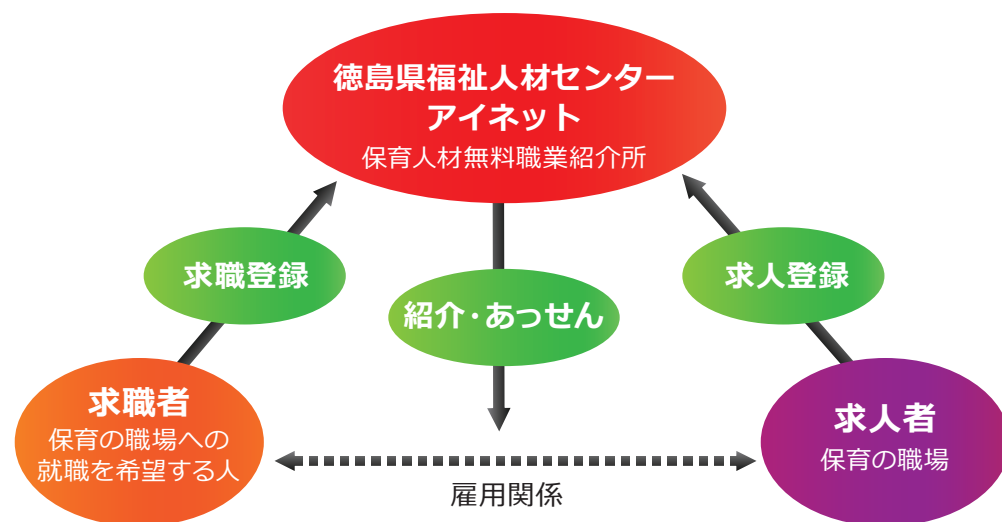 徳島県福祉人材センター
アイネット
保育人材無料職業紹介所
求職登録
紹介・あっせん
求人登録
求職者
保育の職場への
就職を希望する人
求人者
保育の職場
雇用関係